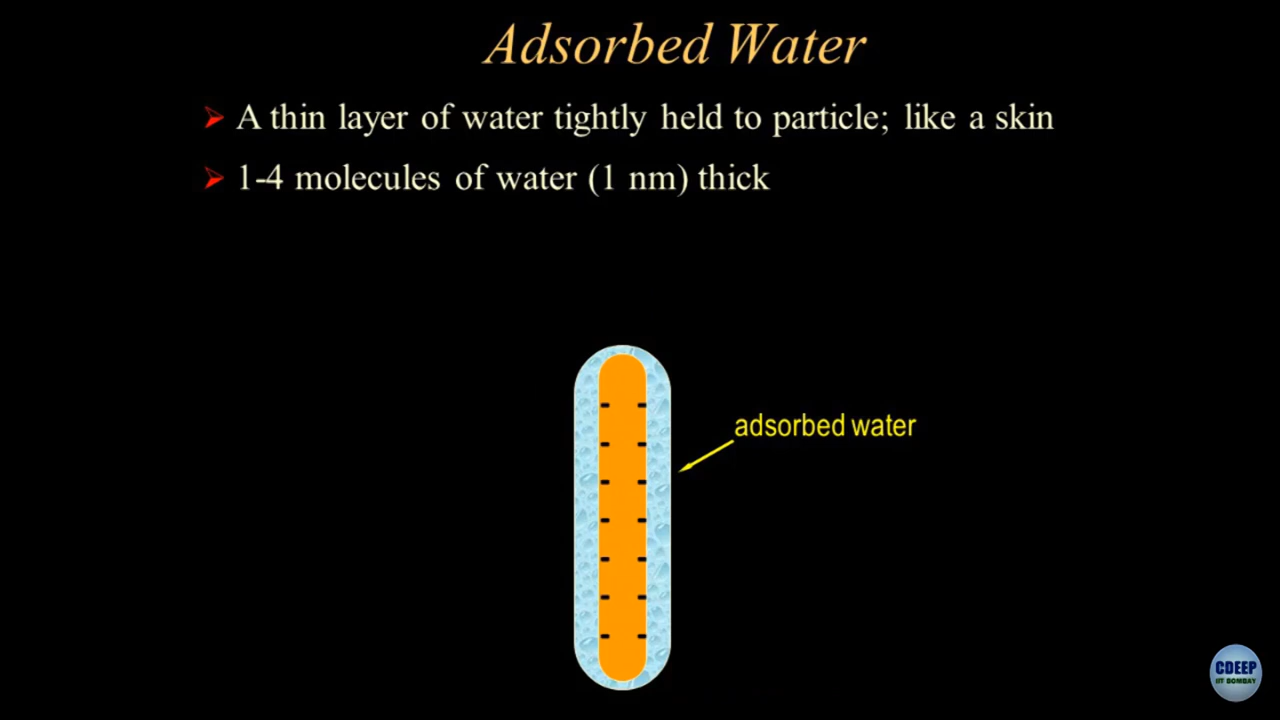 Adsorbed Water
A thin layer of water tightly held to particle; like a skin
1-4 molecules of water (1 nm) thick
adsorbed water
CDEEP
IIT BOMBAY